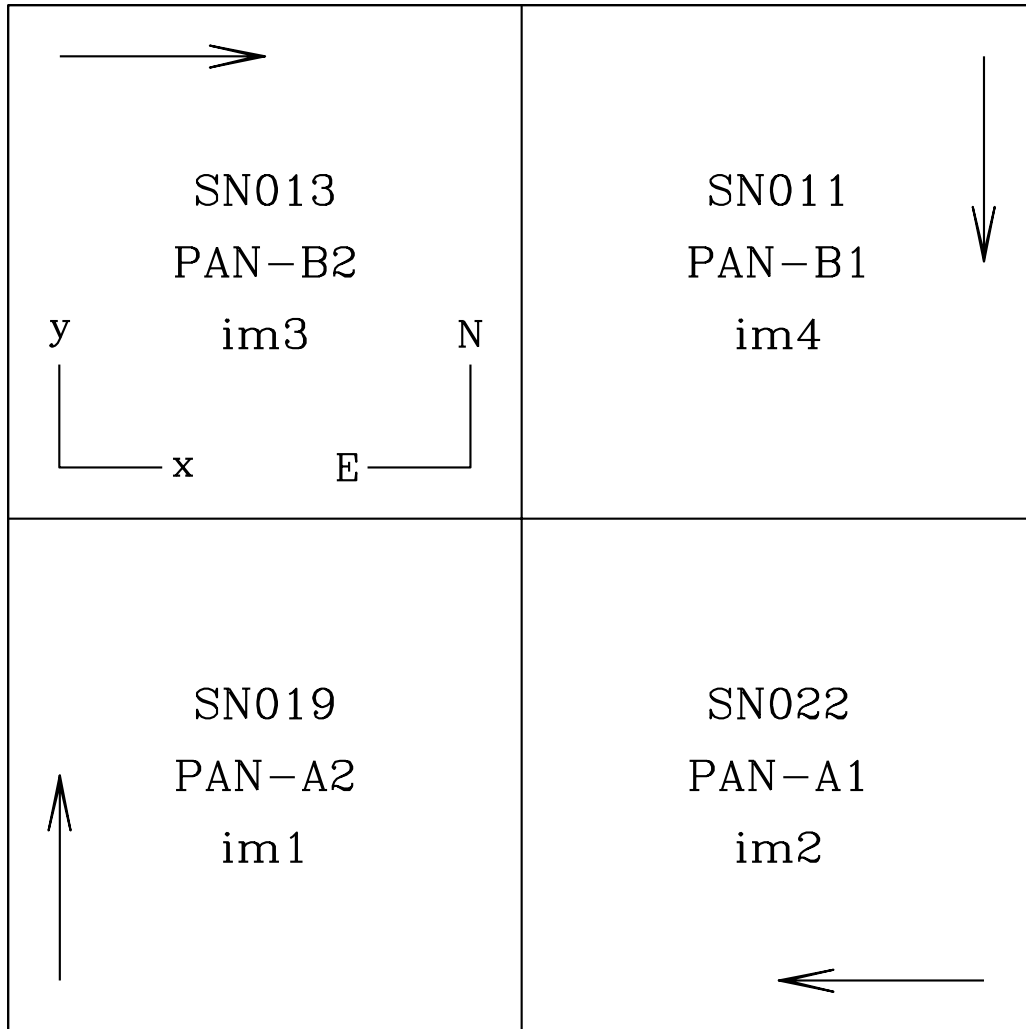 SN013
PAN-B2
im3
y
N
x
E
SN011
PAN-B1
im4
SN019
PAN-A2
im1
SN022
PAN-A1
im2